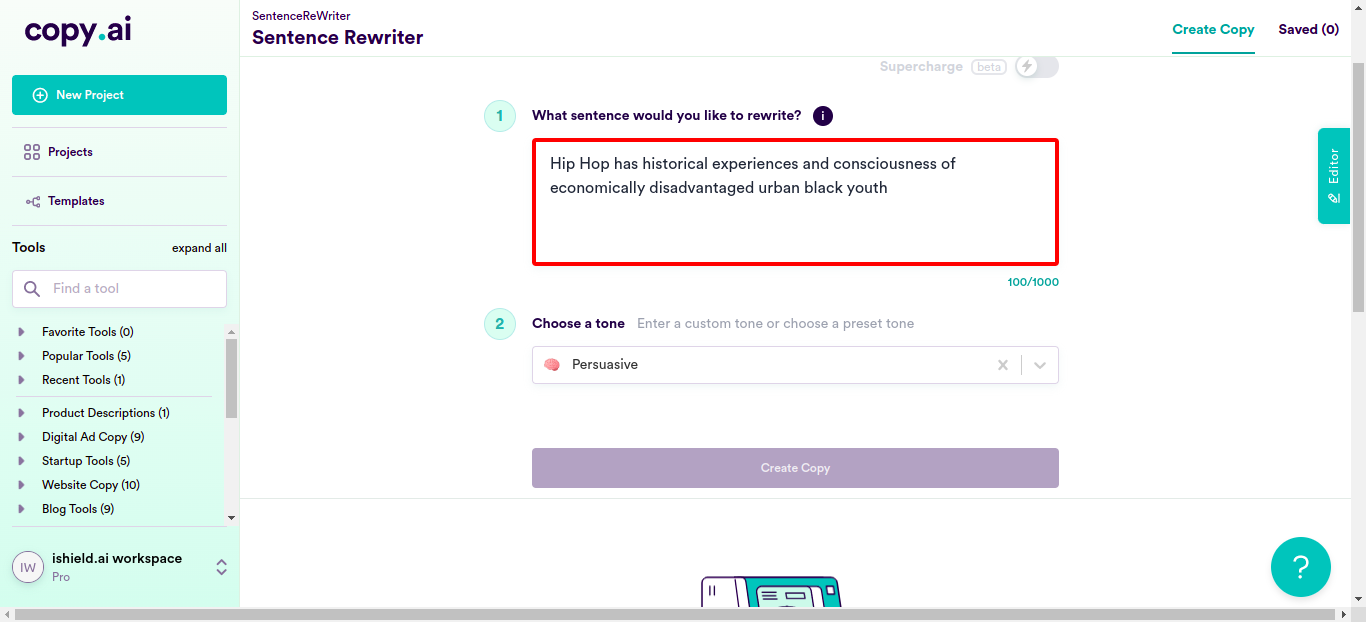 copy.ai
New Project
Projects
Templates
Tools expand all
Find a tool
Favorite Tools (0)
Popular Tools (5)
Recent Tools (1)
Product Descriptions (1)
Digital Ad Copy (9)
Startup Tools (5)
Website Copy (10)
Blog Tools (9)
IW
ishield.ai workspace
Pro
SentenceReWriter
Sentence Rewriter
Create Copy Saved (0)
Supercharge beta
1 What sentence would you like to rewrite? i
Hip Hop has historical experiences and consciousness of
economically disadvantaged urban black youth
100/1000
2 Choose a tone Enter a custom tone or choose a preset tone
Persuasive
Create Copy
Editor
?